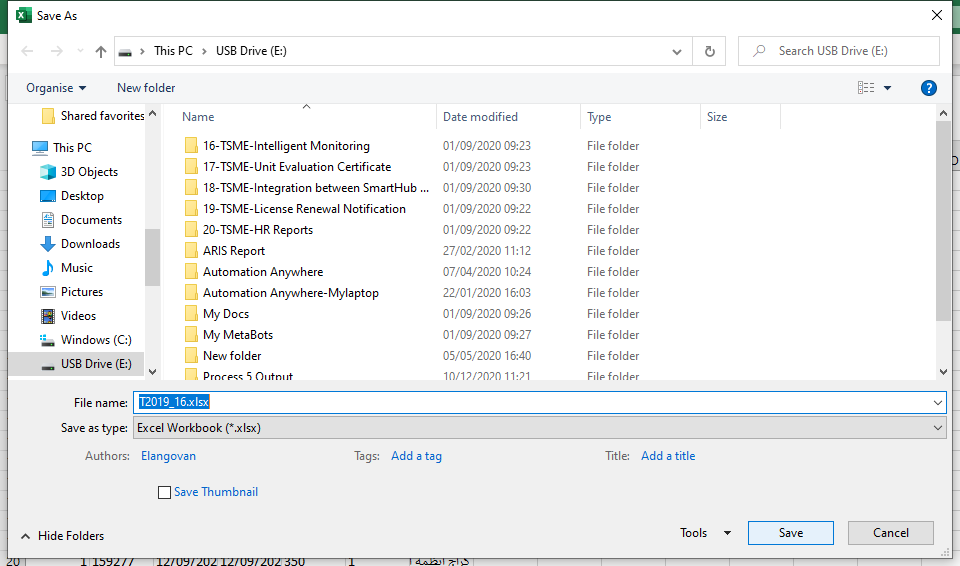 Save As
This PC > USB Drive (E:)
Search USB Drive (E:)
Organise New folder
Name Date modified Type Size
Shared favorites
This PC
3D Objects
Desktop
Documents
Downloads
Music
Pictures
Videos
Windows (C:)
USB Drive (E:)
16-TSME-Intelligent Monitoring 01/09/2020 09:23 File folder
17-TSME-Unit Evaluation Certificate 01/09/2020 09:23 File folder
18-TSME-Integration between SmartHub ... 01/09/2020 09:30 File folder
19-TSME-License Renewal Notification 01/09/2020 09:22 File folder
20-TSME-HR Reports 01/09/2020 09:22 File folder
ARIS Report 27/02/2020 11:12 File folder
Automation Anywhere 07/04/2020 10:24 File folder
Automation Anywhere-Mylaptop 22/01/2020 16:03 File folder
My Docs 01/09/2020 09:26 File folder
My MetaBots 01/09/2020 09:27 File folder
New folder 05/05/2020 16:40 File folder
Process 5 Output 10/12/2020 11:21 File folder
File name: T2019_16.xlsx
Save as type: Excel Workbook (*.xlsx)
Authors: Elangovan Tags: Add a tag Title: Add a title
Save Thumbnail
Hide Folders Tools Save Cancel
20 1 159277 12/09/202 12/09/202 350 1 كراج انظمة